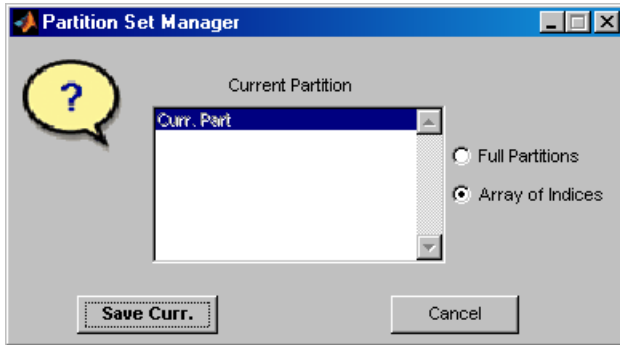 Partition Set Manager
?
Current Partition
Curr. Part
Full Partitions
Array of Indices
Save Curr.
Cancel